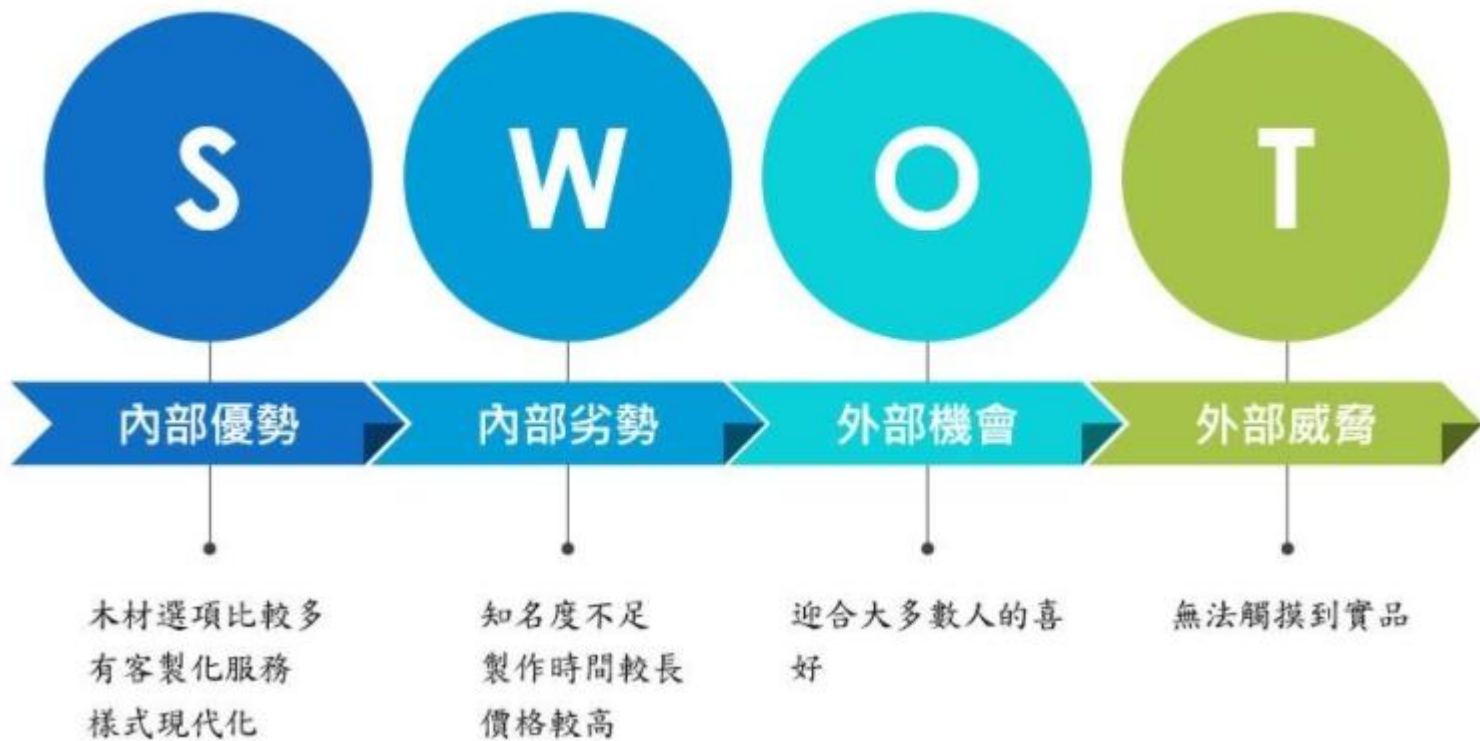 S
W
O
T
內部優勢
內部劣勢
外部機會
外部威脅
木材選項比較多
有客製化服務
樣式現代化
知名度不足
製作時間較長
價格較高
迎合大多數人的喜
好
無法觸摸到實品